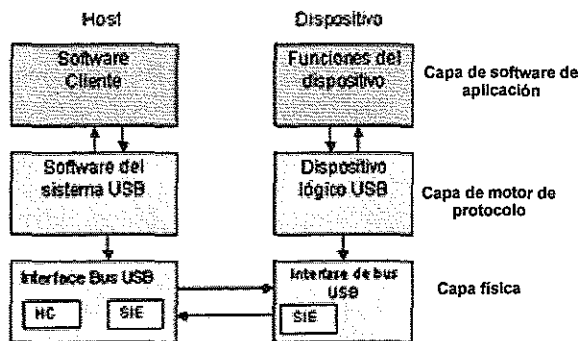 Host
Dispositivo
Software
Cliente
Funciones del
dispositivo
Capa de software de
aplicación
Software del
sistema USB
Dispositivo
lógico USB
Capa de motor de
protocolo
Interface Bus USB
HC
SIE
Interfase de bus
USB
SIE
Capa física